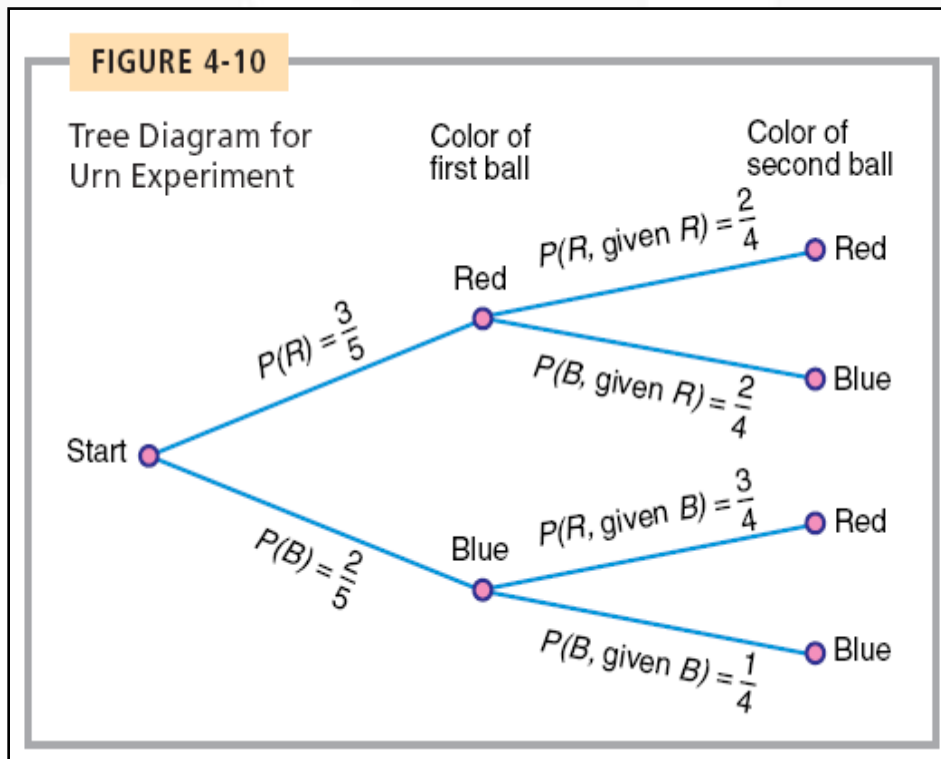 FIGURE 4-10
Tree Diagram for
Urn Experiment
Color of
first ball
Color of
second ball
P(R, given R) = 2/4
Red
Red
P(R) = 3/5
P(B, given R) = 2/4
Blue
Start
P(R, given B) = 3/4
Red
P(B) = 2/5
Blue
P(B, given B) = 1/4
Blue